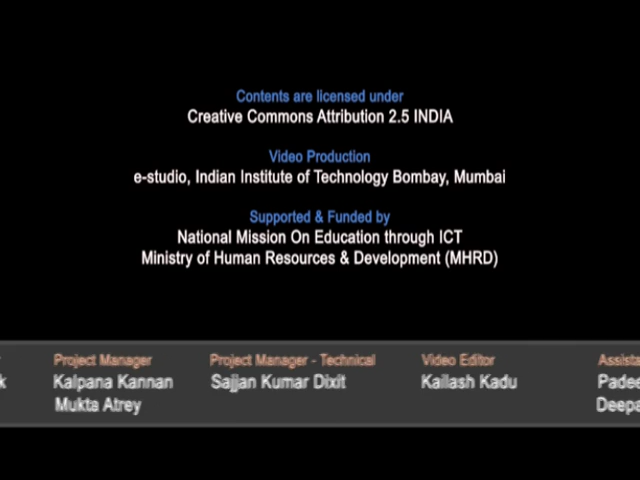 Contents are licensed under
Creative Commons Attribution 2.5 INDIA
Video Production
e-studio, Indian Institute of Technology Bombay, Mumbai
Supported & Funded by
National Mission On Education through ICT
Ministry of Human Resources & Development (MHRD)
Project Manager
Kalpana Kannan
Mukta Atrey
Project Manager - Technical
Sajjan Kumar Dixit
Video Editor
Kailash Kadu